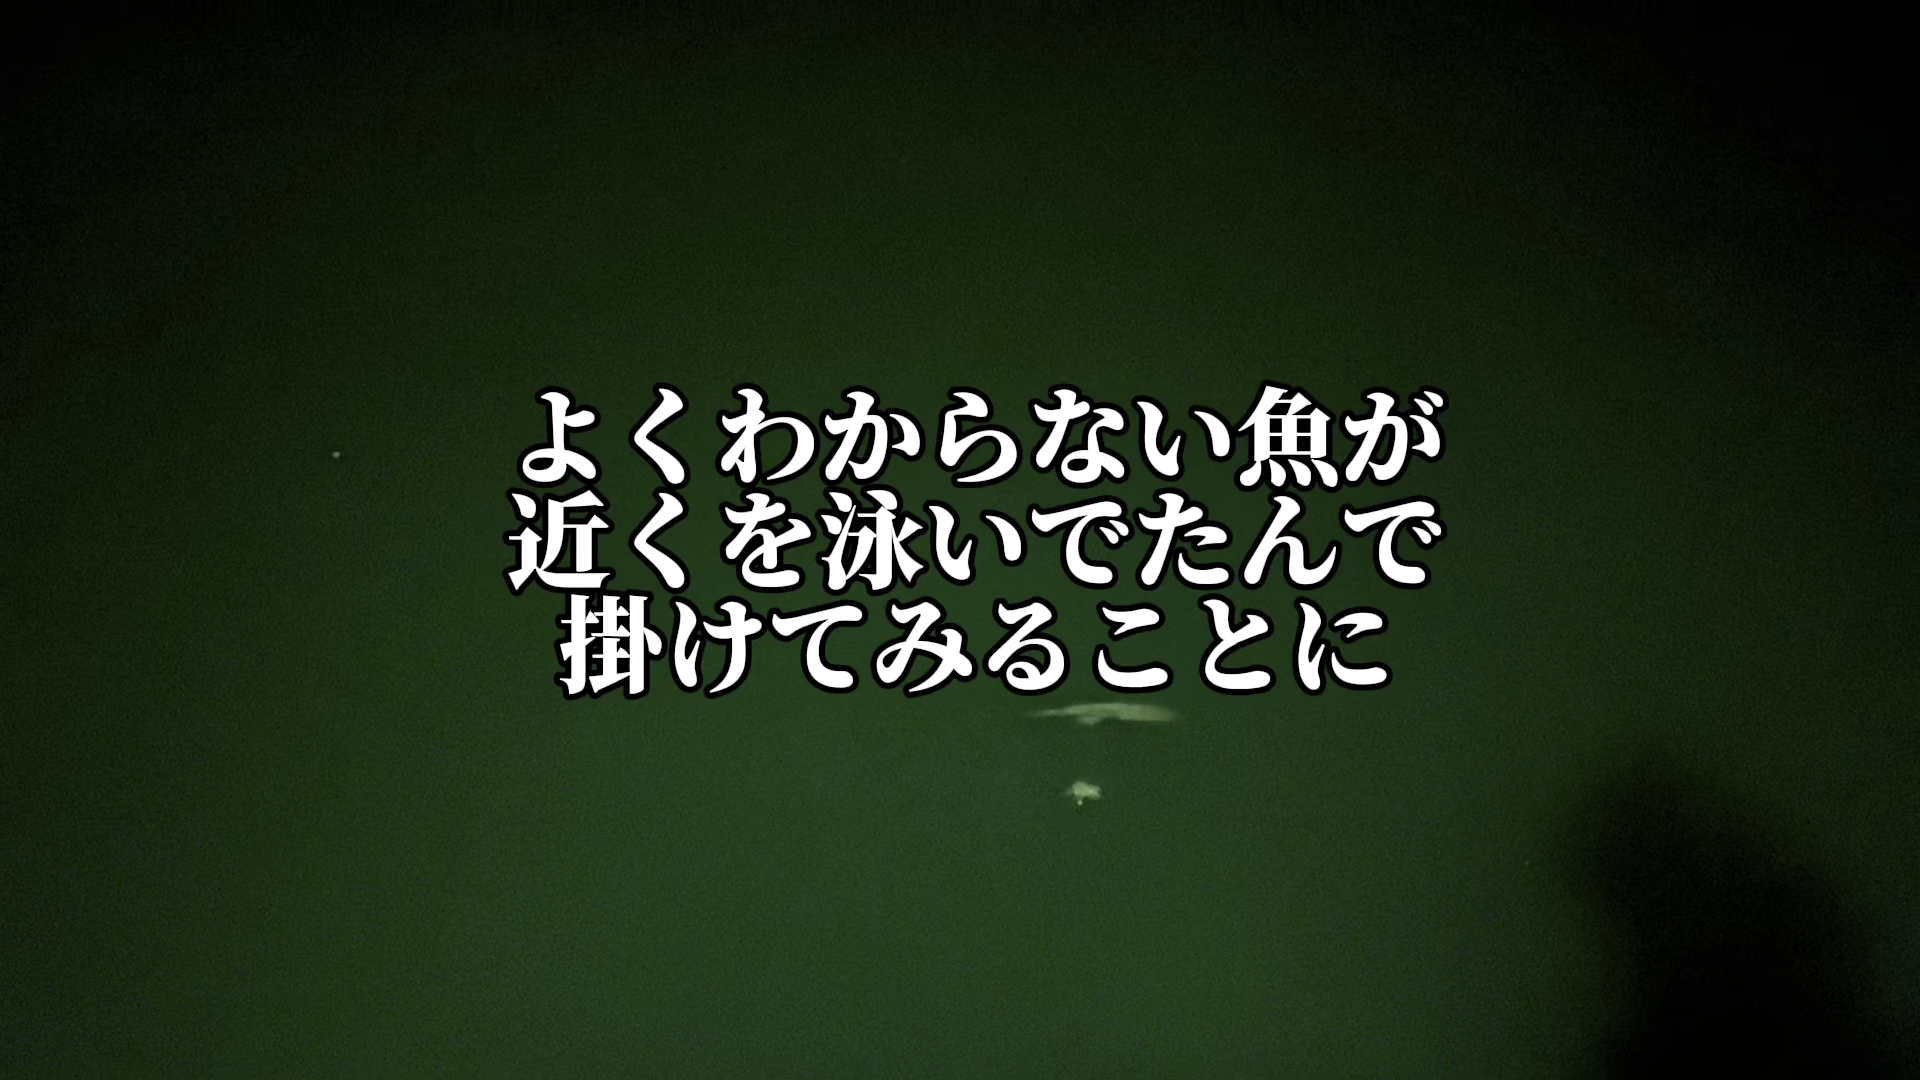 よくわからない魚が
近くを泳いでたんで
掛けてみることに